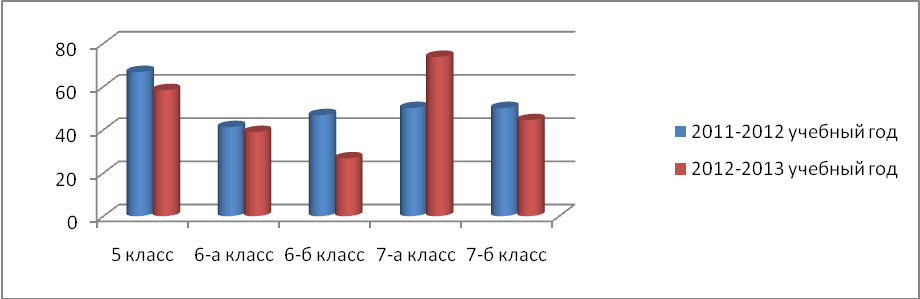 80
60
40
20
0
5 класс 6-а класс 6-б класс 7-а класс 7-б класс
2011-2012 учебный год
2012-2013 учебный год